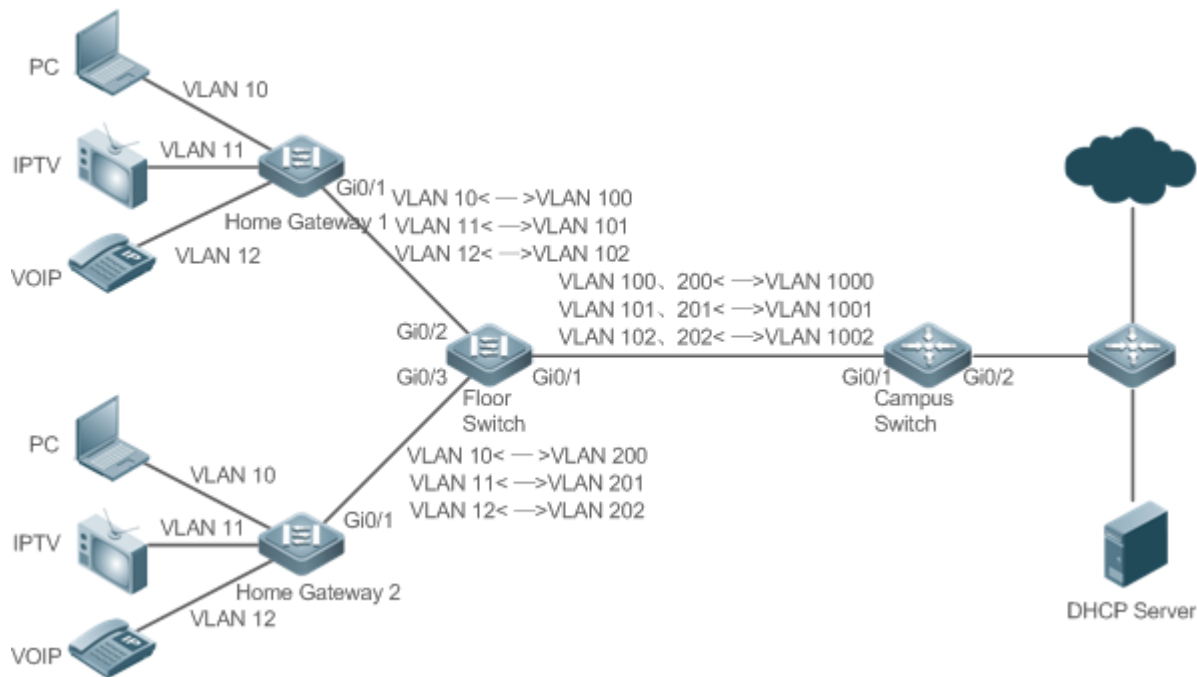 PC
VLAN 10
IPTV
VLAN 11
Gi0/1
Home Gateway 1
VOIP
VLAN 12
VLAN 10< — >VLAN 100
VLAN 11< —>VLAN 101
VLAN 12< —>VLAN 102
VLAN 100、200< —>VLAN 1000
VLAN 101、201< —>VLAN 1001
VLAN 102、202< —>VLAN 1002
Gi0/2
Gi0/3
Gi0/1
Floor
Switch
Gi0/1
Gi0/2
Campus
Switch
VLAN 10< — >VLAN 200
VLAN 11< —>VLAN 201
VLAN 12< —>VLAN 202
PC
VLAN 10
IPTV
VLAN 11
Gi0/1
Home Gateway 2
VLAN 12
VOIP
DHCP Server
IP
IP